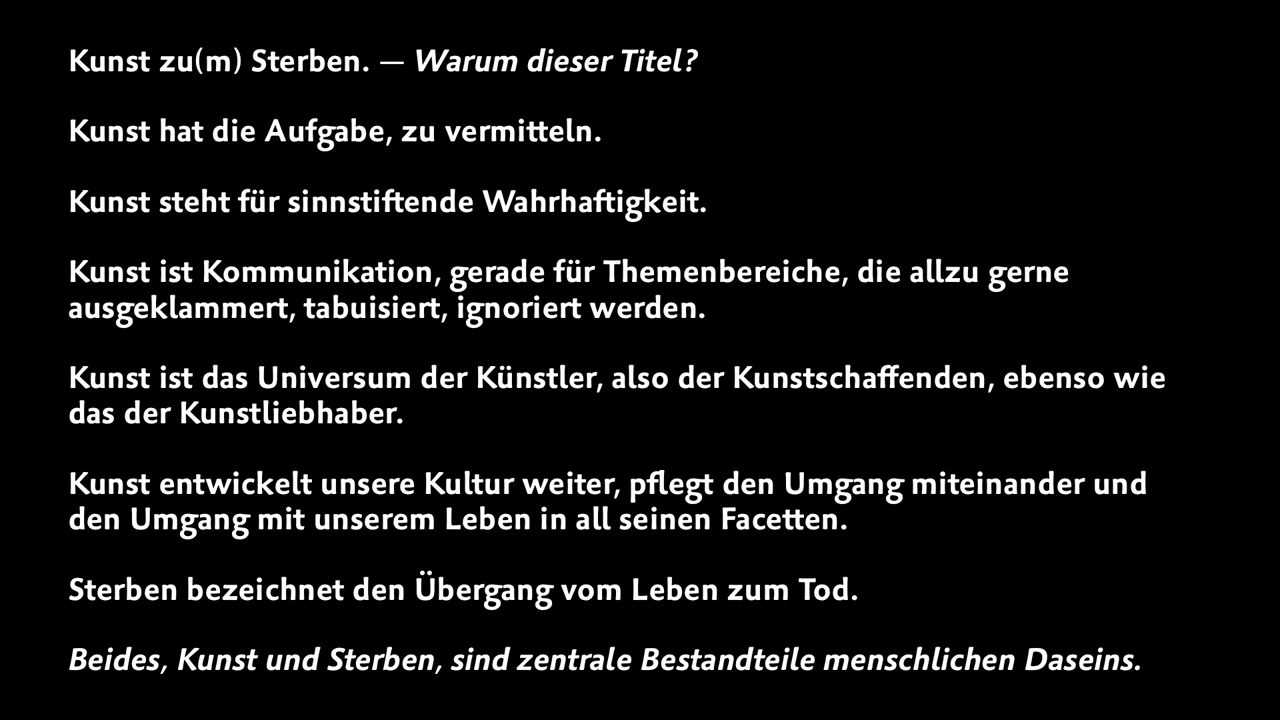 Kunst zu(m) Sterben. — Warum dieser Titel?
Kunst hat die Aufgabe, zu vermitteln.
Kunst steht für sinnstiftende Wahrhaftigkeit.
Kunst ist Kommunikation, gerade für Themenbereiche, die allzu gerne
ausgeklammert, tabuisiert, ignoriert werden.
Kunst ist das Universum der Künstler, also der Kunstschaffenden, ebenso wie
das der Kunstliebhaber.
Kunst entwickelt unsere Kultur weiter, pflegt den Umgang miteinander und
den Umgang mit unserem Leben in all seinen Facetten.
Sterben bezeichnet den Übergang vom Leben zum Tod.
Beides, Kunst und Sterben, sind zentrale Bestandteile menschlichen Daseins.